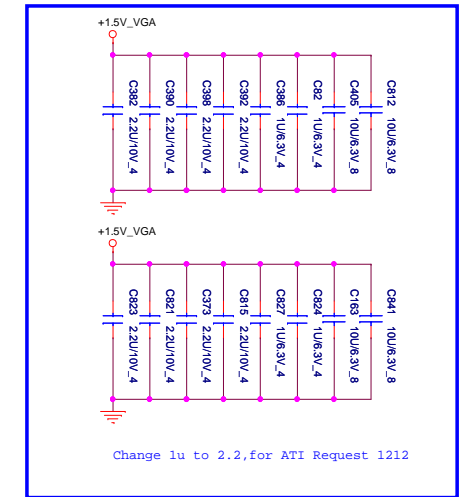 +1.5V_VGA
C382 2.2U/10V_4
C390 2.2U/10V_4
C398 2.2U/10V_4
C392 2.2U/10V_4
C386 1U/6.3V_4
C82 1U/6.3V_4
C405 10U/6.3V_8
C812 10U/6.3V_8
+1.5V_VGA
C823 2.2U/10V_4
C821 2.2U/10V_4
C373 2.2U/10V_4
C815 2.2U/10V_4
C827 1U/6.3V_4
C824 1U/6.3V_4
C163 10U/6.3V_8
C841 10U/6.3V_8
Change 1u to 2.2,for ATI Request 1212